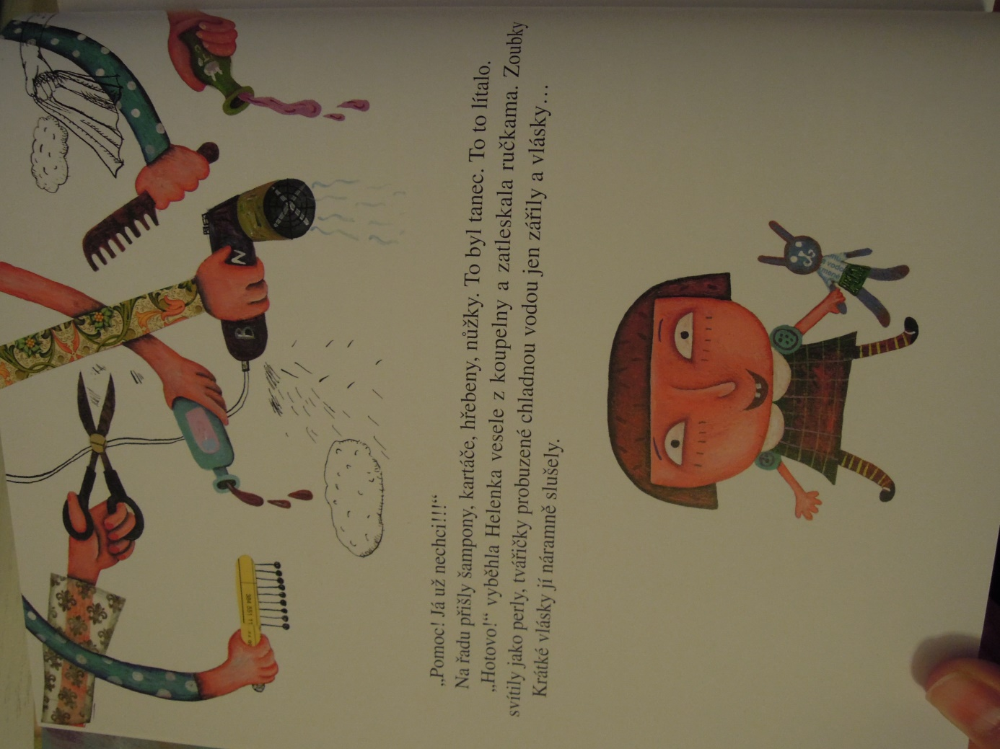 „Pomoc! Já už nechci!!!“
Na řadu přišly šampony, kartáče, hřebeny, nůžky. To byl tanec. To to lítalo.
„Hotovo!“ vyběhla Helenka vesele z koupelny a zatleskala ručkama. Zoubky
svítily jako perly, tvářičky probuzené chladnou vodou jen zářily a vlásky…
Krátké vlásky jí náramně slušely.
B
N